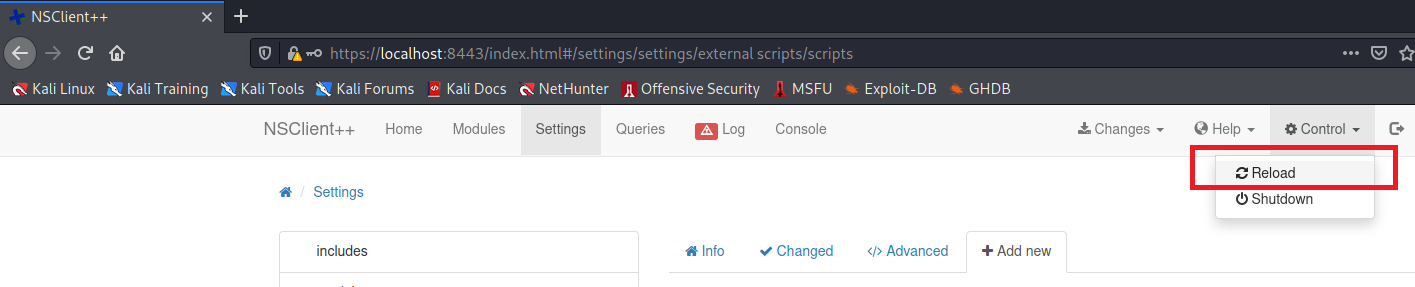 NSClient++
https://localhost:8443/index.html#/settings/settings/external scripts/scripts
Kali Linux Kali Training Kali Tools Kali Forums Kali Docs NetHunter Offensive Security MSFU Exploit-DB GHDB
NSClient++ Home Modules Settings Queries Log Console Changes Help Control
Reload
/ Settings
Shutdown
includes
Info Changed </> Advanced Add new